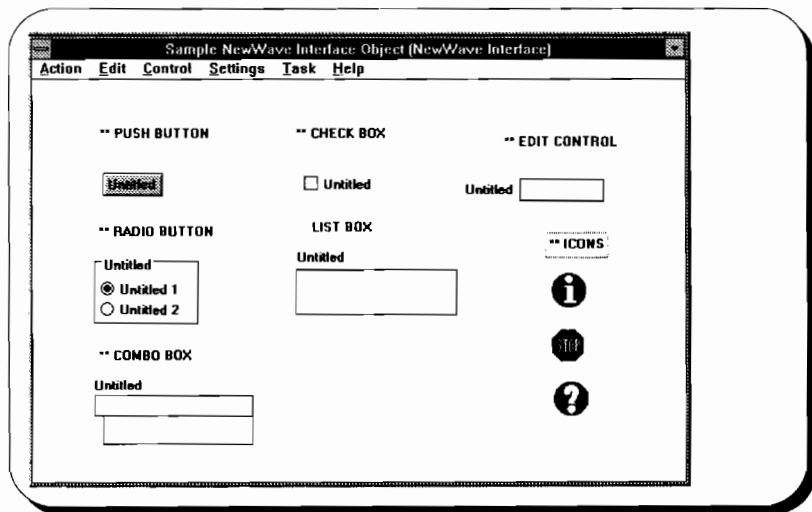 Sample NewWave Interface Object (NewWave Interface)
Action Edit Control Settings Task Help
** PUSH BUTTON
** CHECK BOX
** EDIT CONTROL
Untitled
Untitled
Untitled
** RADIO BUTTON
LIST BOX
** ICONS
Untitled
Untitled 1
Untitled 2
Untitled
** COMBO BOX
Untitled
i
STOP
?